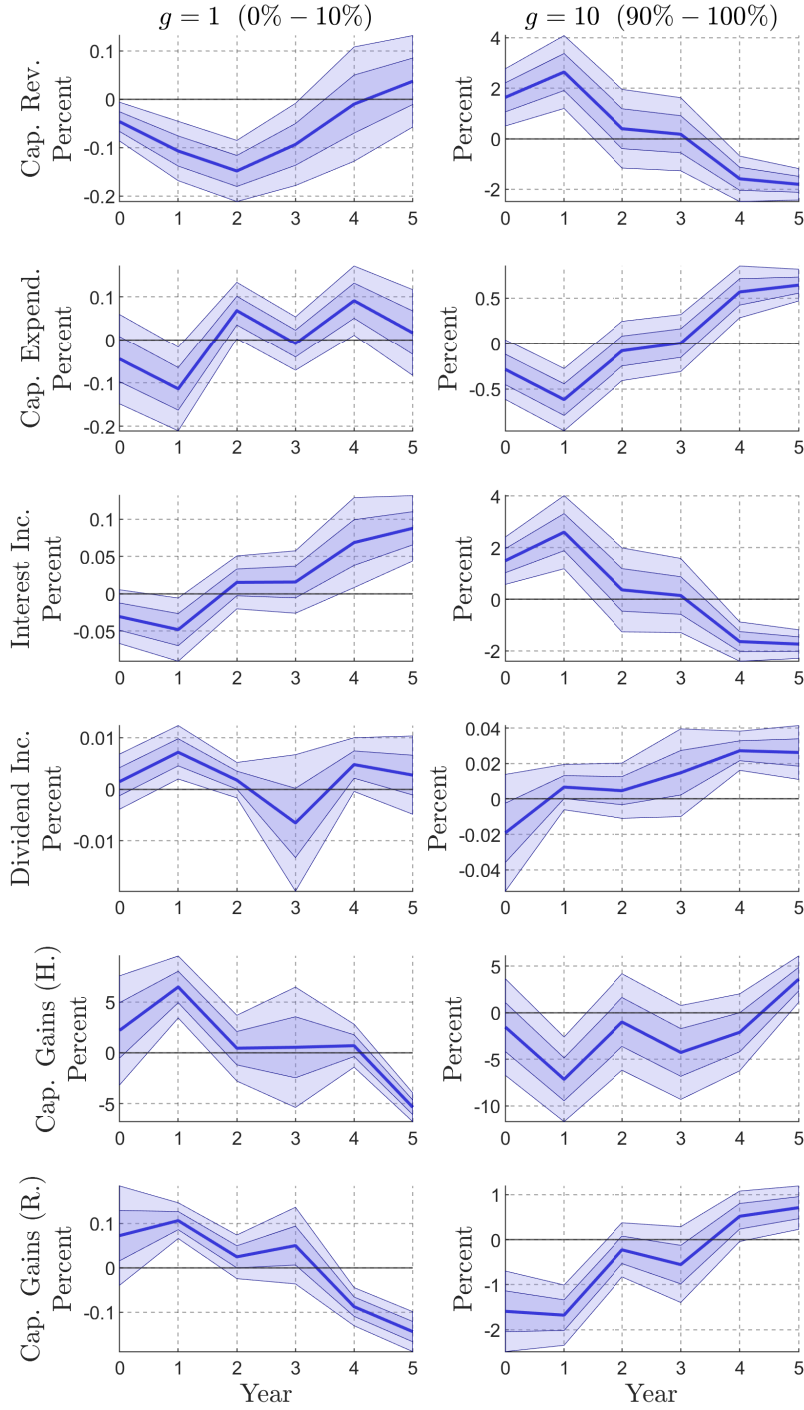 g = 1 (0% − 10%)
g = 10 (90% − 100%)
Cap. Rev.
Percent
0.1
0
-0.1
-0.2
0 1 2 3 4 5
Percent
4
2
0
-2
0 1 2 3 4 5
Cap. Expend.
Percent
0.1
0
-0.1
-0.2
0 1 2 3 4 5
Percent
0.5
0
-0.5
0 1 2 3 4 5
Interest Inc.
Percent
0.1
0.05
0
-0.05
0 1 2 3 4 5
Percent
4
2
0
-2
0 1 2 3 4 5
Dividend Inc.
Percent
0.01
0
-0.01
0 1 2 3 4 5
Percent
0.04
0.02
0
-0.02
-0.04
0 1 2 3 4 5
Cap. Gains (H.)
Percent
5
0
-5
0 1 2 3 4 5
Percent
5
0
-5
-10
0 1 2 3 4 5
Cap. Gains (R.)
Percent
0.1
0
-0.1
0 1 2 3 4 5
Year
Percent
1
0
-1
-2
0 1 2 3 4 5
Year